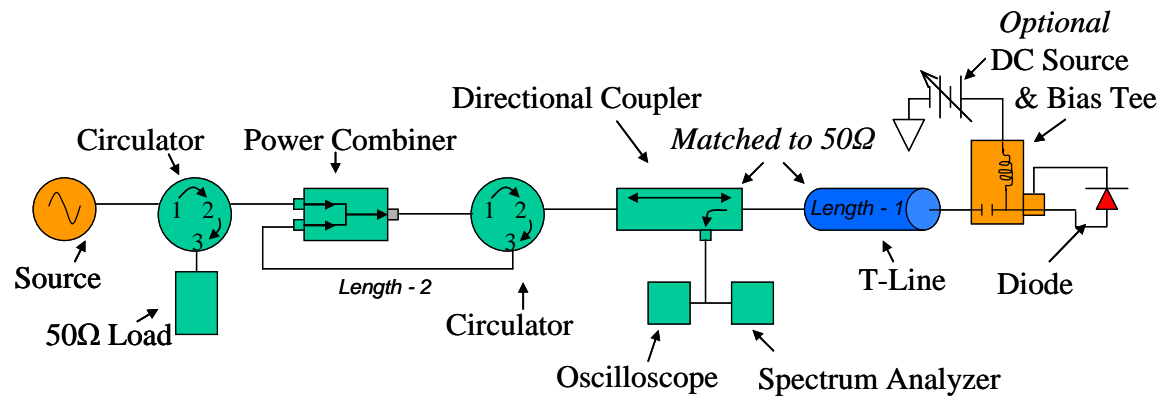 Optional
DC Source
& Bias Tee
Directional Coupler
Circulator
Power Combiner
Matched to 50Ω
1 2
3
1 2
3
Length - 1
Source
Length - 2
T-Line
Diode
50Ω Load
Circulator
Oscilloscope
Spectrum Analyzer